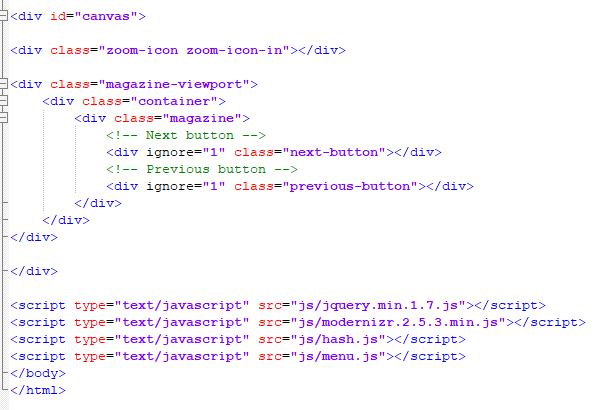 <div id="canvas">
<div class="zoom-icon zoom-icon-in"></div>
<div class="magazine-viewport">
<div class="container">
<div class="magazine">
<!-- Next button -->
<div ignore="1" class="next-button"></div>
<!-- Previous button -->
<div ignore="1" class="previous-button"></div>
</div>
</div>
</div>
</div>
<script type="text/javascript" src="js/jquery.min.1.7.js"></script>
<script type="text/javascript" src="js/modernizr.2.5.3.min.js"></script>
<script type="text/javascript" src="js/hash.js"></script>
<script type="text/javascript" src="js/menu.js"></script>
</body>
</html>